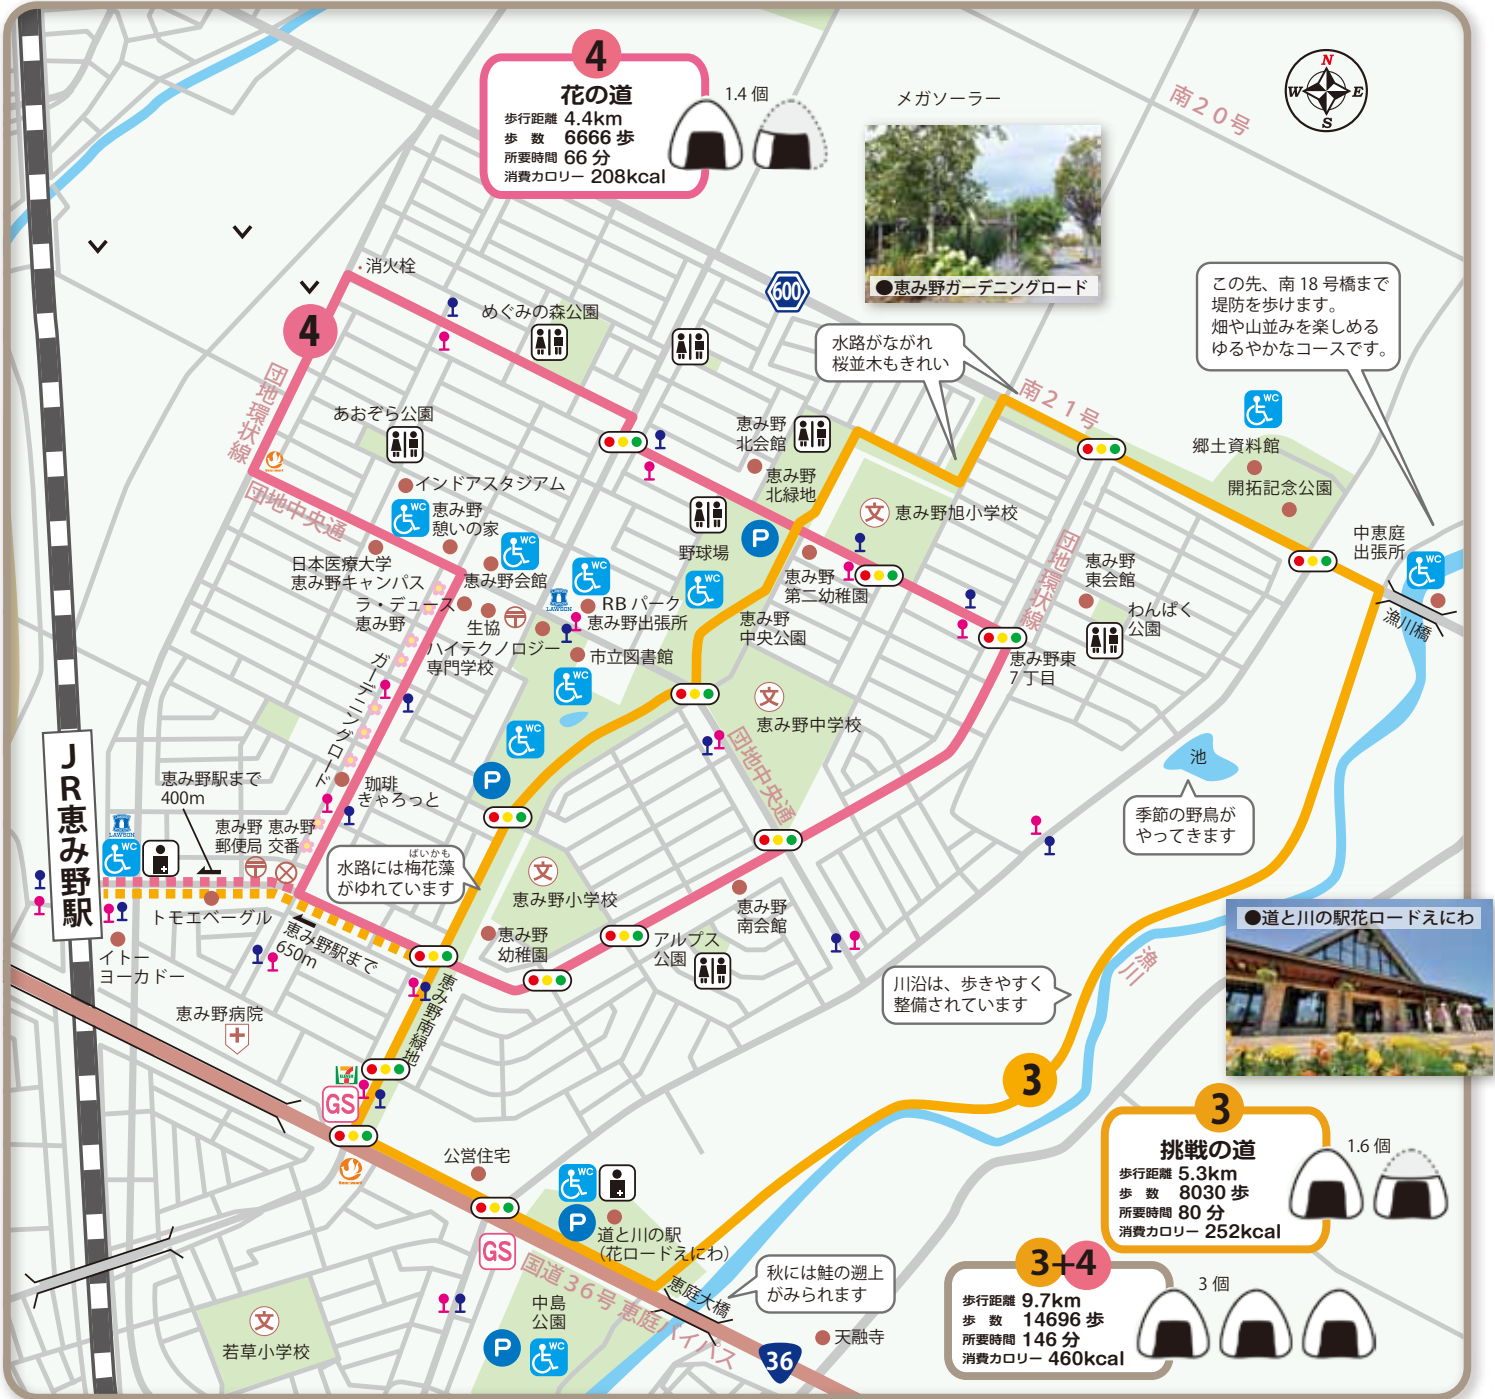 4
花の道
歩行距離 4.4km
歩 数 6666 歩
所要時間 66 分
消費カロリー 208kcal
1.4 個
メガソーラー
●恵み野ガーデニングロード
南20号
N
W E
S
消火栓
4
団地環状線
めぐみの森公園
600
水路がながれ
桜並木もきれい
この先、南 18 号橋まで
堤防を歩けます。
畑や山並みを楽しめる
ゆるやかなコースです。
南21号
あおぞら公園
インドアスタジアム
団地中央通
WC
恵み野
憩いの家
恵み野
北会館
恵み野
北緑地
文
恵み野旭小学校
WC
郷土資料館
開拓記念公園
中恵庭
出張所
WC
漁川橋
日本医療大学
恵み野キャンパス
WC
恵み野会館
WC
野球場
P
WC
恵み野
第二幼稚園
団地環状線
恵み野
東会館
わんぱく
公園
ラ・デュース
恵み野
生協
LAWSON
RB パーク
恵み野出張所
恵み野
中央公園
ハイテクノロジー
専門学校
市立図書館
WC
恵み野東
7 丁目
文
恵み野中学校
ガーデニングロード
WC
P
団地中央通
池
季節の野鳥が
やってきます
JR恵み野駅
恵み野駅まで
400m
珈琲
きゃろっと
LAWSON
WC
恵み野
郵便局
恵み野
交番
ばいかも
水路には梅花藻
がゆれています
文
恵み野小学校
恵み野
南会館
トモエベーグル
恵み野駅まで
650m
恵み野
幼稚園
アルプス
公園
イトー
ヨーカドー
恵み野南緑地
恵み野病院
川沿は、歩きやすく
整備されています
漁川
●道と川の駅花ロードえにわ
3
7
GS
公営住宅
WC
P
道と川の駅
(花ロードえにわ)
GS
国道36号 恵庭バイパス
恵庭大橋
秋には鮭の遡上
がみられます
中島
公園
P
WC
天融寺
36
文
若草小学校
3
挑戦の道
歩行距離 5.3km
歩 数 8030 歩
所要時間 80 分
消費カロリー 252kcal
1.6 個
3+4
歩行距離 9.7km
歩 数 14696 歩
所要時間 146 分
消費カロリー 460kcal
3 個